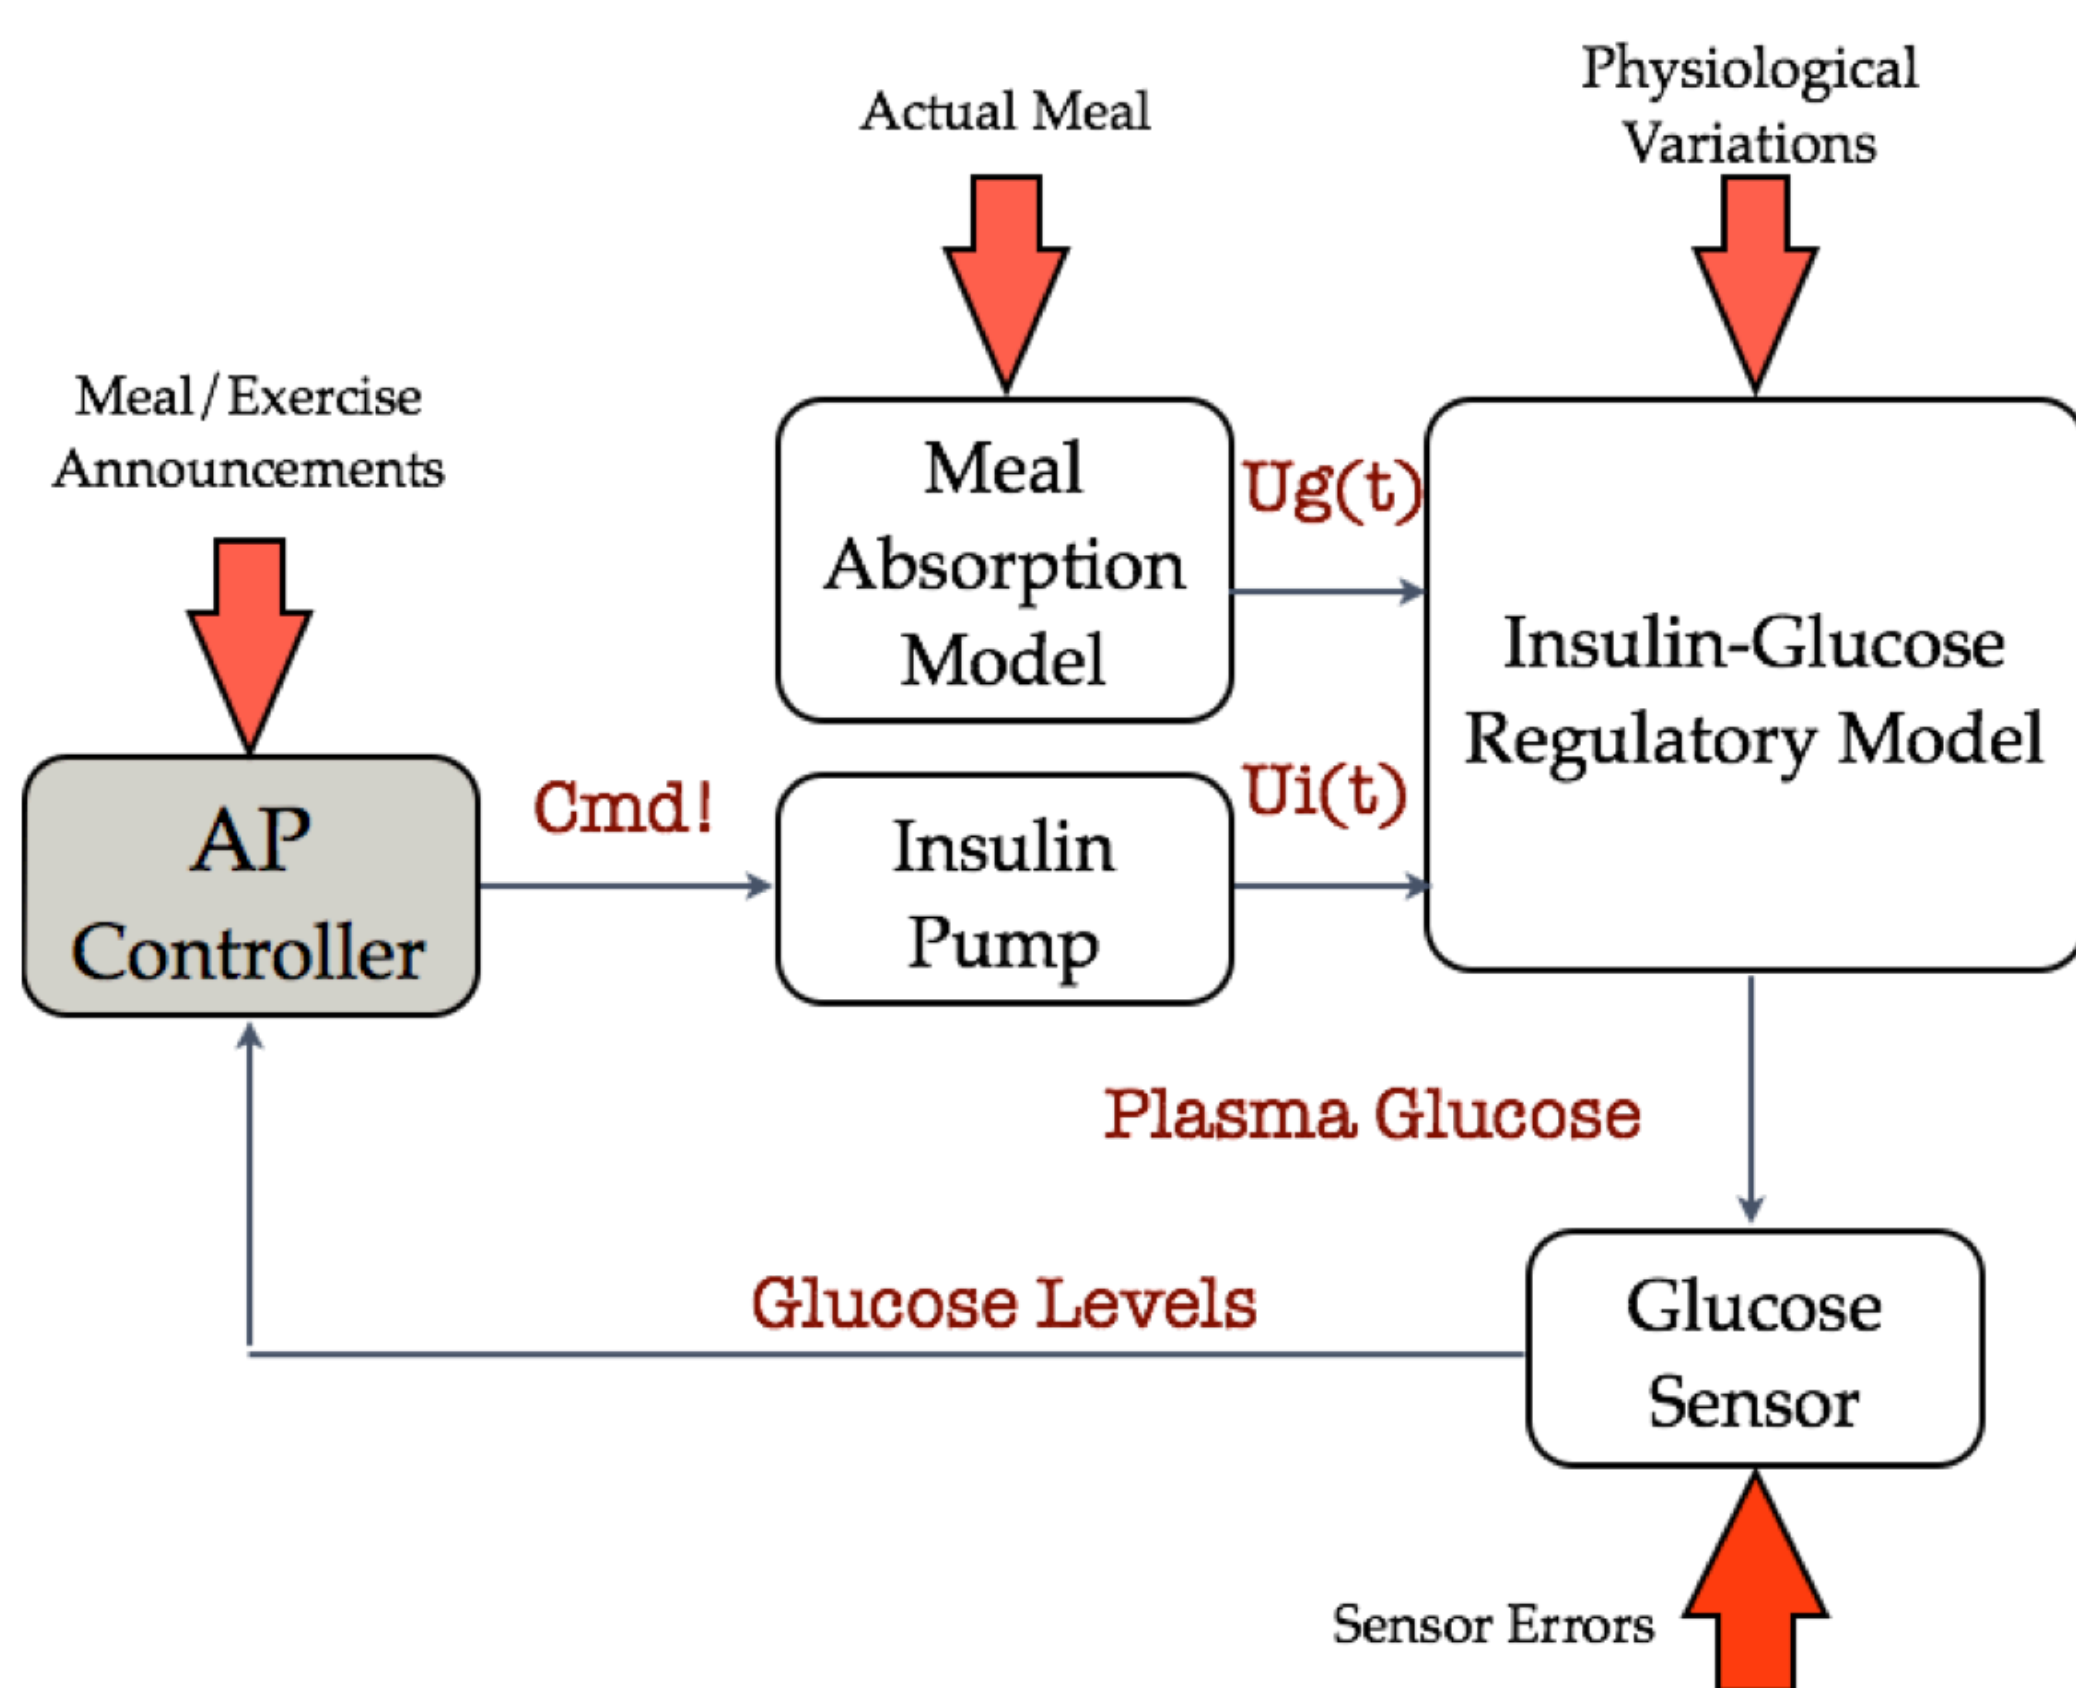 Physiological
Variations
Actual Meal
Meal/Exercise
Announcements
Meal
Absorption
Model
Ug(t)
Insulin-Glucose
Regulatory Model
AP
Controller
Cmd!
Insulin
Pump
Ui(t)
Plasma Glucose
Glucose Levels
Glucose
Sensor
Sensor Errors